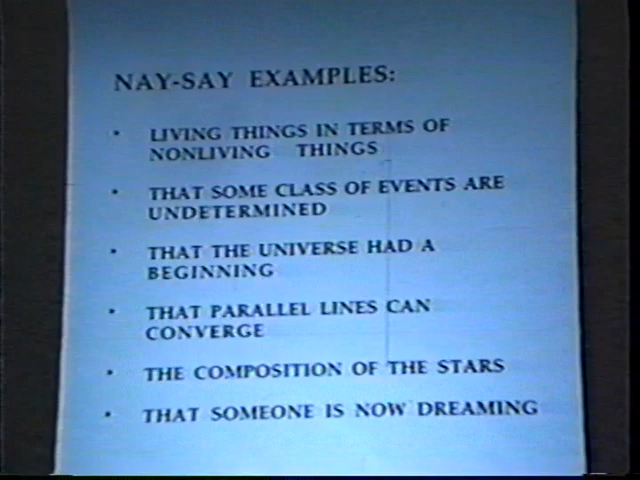 NAY-SAY EXAMPLES:
• LIVING THINGS IN TERMS OF
NONLIVING THINGS
• THAT SOME CLASS OF EVENTS ARE
UNDETERMINED
• THAT THE UNIVERSE HAD A
BEGINNING
• THAT PARALLEL LINES CAN
CONVERGE
• THE COMPOSITION OF THE STARS
• THAT SOMEONE IS NOW DREAMING